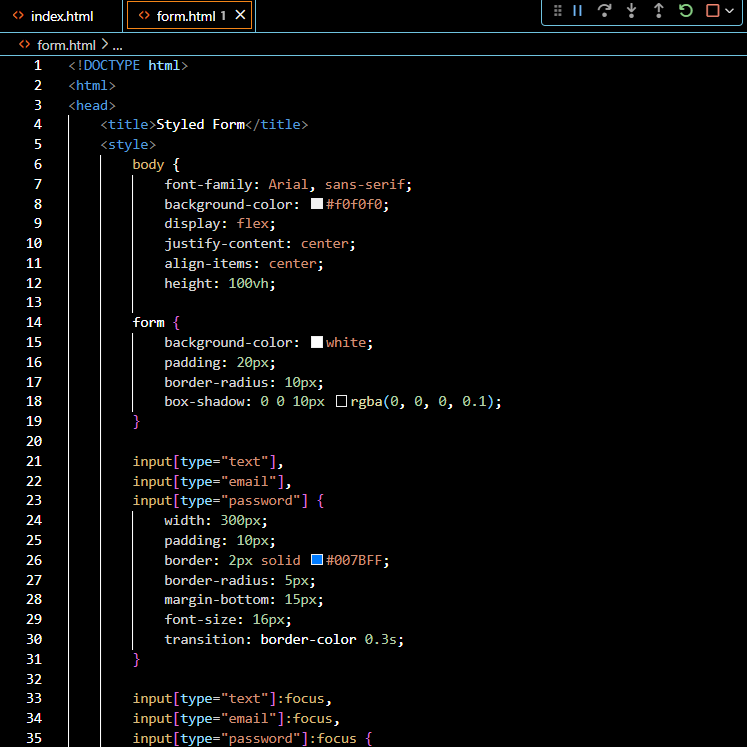 index.html
form.html 1
form.html > ...
1 <!DOCTYPE html>
2 <html>
3 <head>
4 <title>Styled Form</title>
5 <style>
6 body {
7 font-family: Arial, sans-serif;
8 background-color: #f0f0f0;
9 display: flex;
10 justify-content: center;
11 align-items: center;
12 height: 100vh;
13
14 form {
15 background-color: white;
16 padding: 20px;
17 border-radius: 10px;
18 box-shadow: 0 0 10px rgba(0, 0, 0, 0.1);
19 }
20
21 input[type="text"],
22 input[type="email"],
23 input[type="password"] {
24 width: 300px;
25 padding: 10px;
26 border: 2px solid #007BFF;
27 border-radius: 5px;
28 margin-bottom: 15px;
29 font-size: 16px;
30 transition: border-color 0.3s;
31 }
32
33 input[type="text"]:focus,
34 input[type="email"]:focus,
35 input[type="password"]:focus {